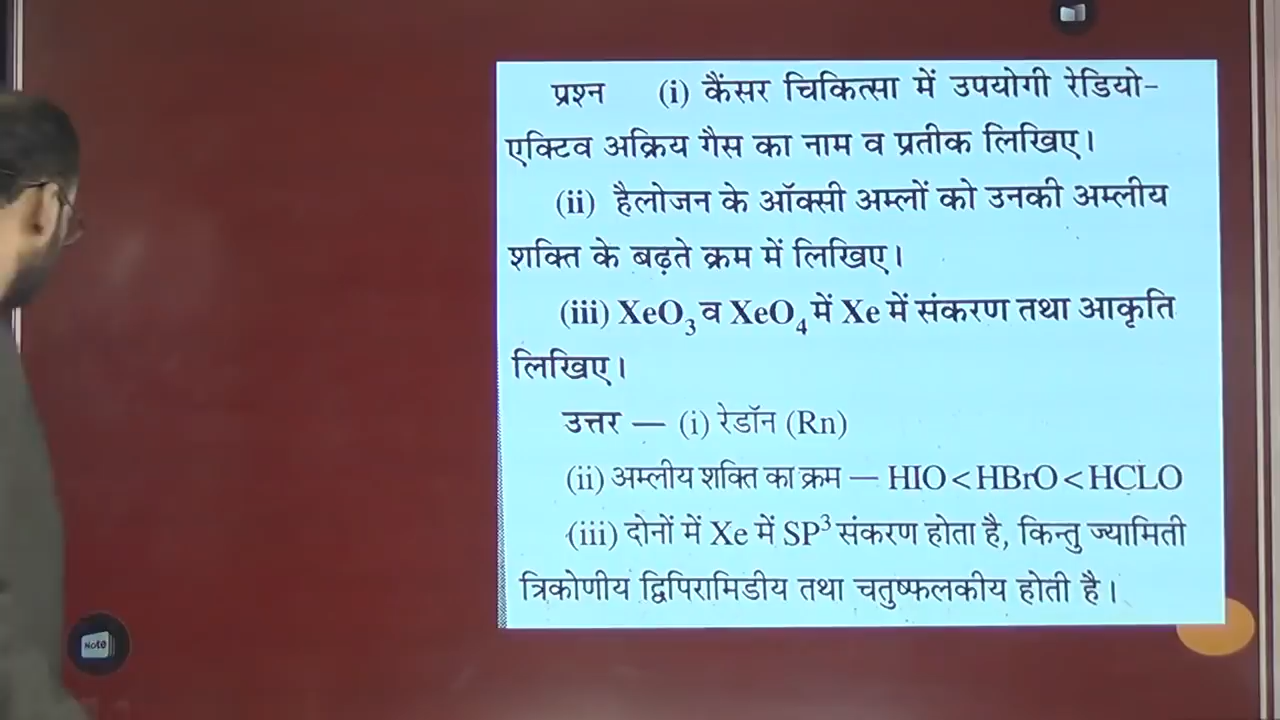 प्रश्न (i) कैंसर चिकित्सा में उपयोगी रेडियो-
एक्टिव अक्रिय गैस का नाम व प्रतीक लिखिए।
(ii) हैलोजन के ऑक्सी अम्लों को उनकी अम्लीय
शक्ति के बढ़ते क्रम में लिखिए।
(iii) XeO₃ व XeO₄ में Xe में संकरण तथा आकृति
लिखिए।
उत्तर — (i) रेडॉन (Rn)
(ii) अम्लीय शक्ति का क्रम — HIO < HBrO < HCLO
(iii) दोनों में Xe में SP³ संकरण होता है, किन्तु ज्यामिती
त्रिकोणीय द्विपिरामिडीय तथा चतुष्फलकीय होती है।
Note